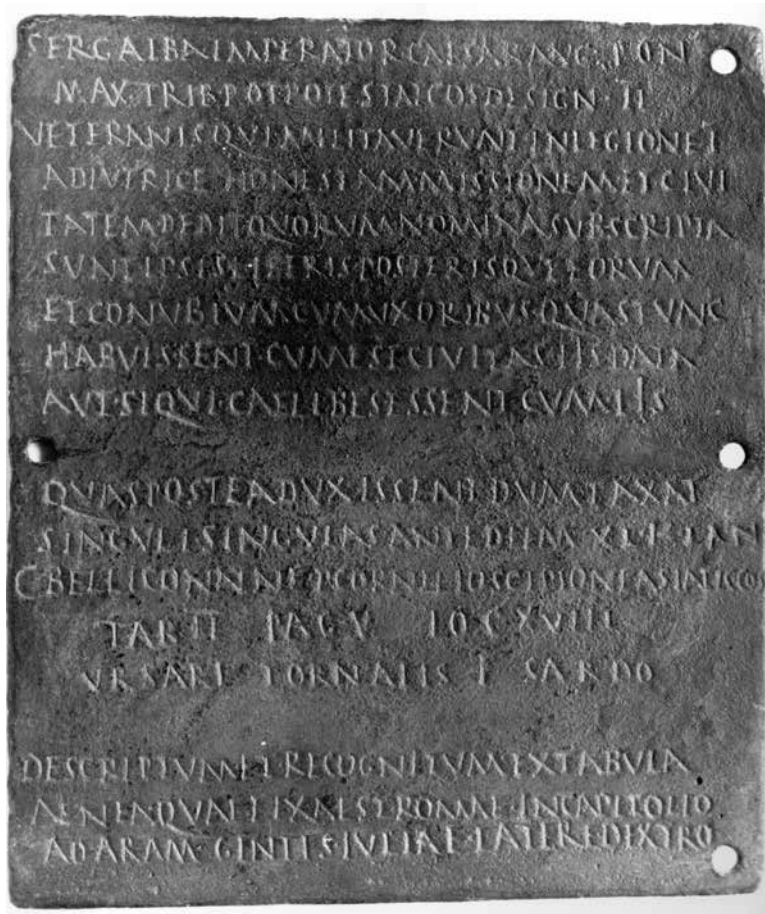 SER GALBA IMPERATOR CAESAR AVG · PON
MAX · TRIB POT POTESTAT COS DESIGN · II
VETERANIS QVI MILITAVERVNT IN LEGIONE I
ADIVTRICE HONESTAM MISSIONEM ET CIVI
TATEM DEDIT QVORVM NOMINA SVBSCRIPTA
SVNT IPSIS LIBERIS POSTERISQVE EORVM
ET CONVBIVM CVM VXORIBVS · QVAS TVNC
HABVISSENT · CVM EST CIVITAS IIS DATA
AVT · SI QVI · CAELIBES ESSENT CVM IIS
QVAS POSTEA DVXISSENT DVMTAXAT
SINGVLI SINGVLAS ANTE DIEM XI K IAN
C BELLICO CORNELIO SCIPIONE COS
TAB II PAG V LOC XVIII
VRSARI TORNALIS F SARDO
DESCRIPTVM ET RECOGNITVM EX TABVLA
AENEA QVAE FIXA EST ROMAE · IN CAPITOLIO
AD ARAM · GENTIS IVLIAE · LATERE DEXTRO